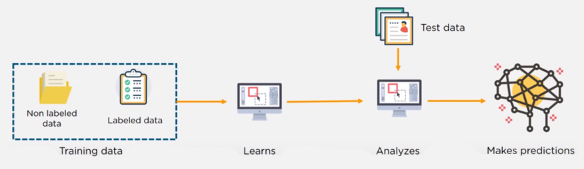 Test data
Non labeled
data
Labeled data
Training data
Learns
Analyzes
Makes predictions